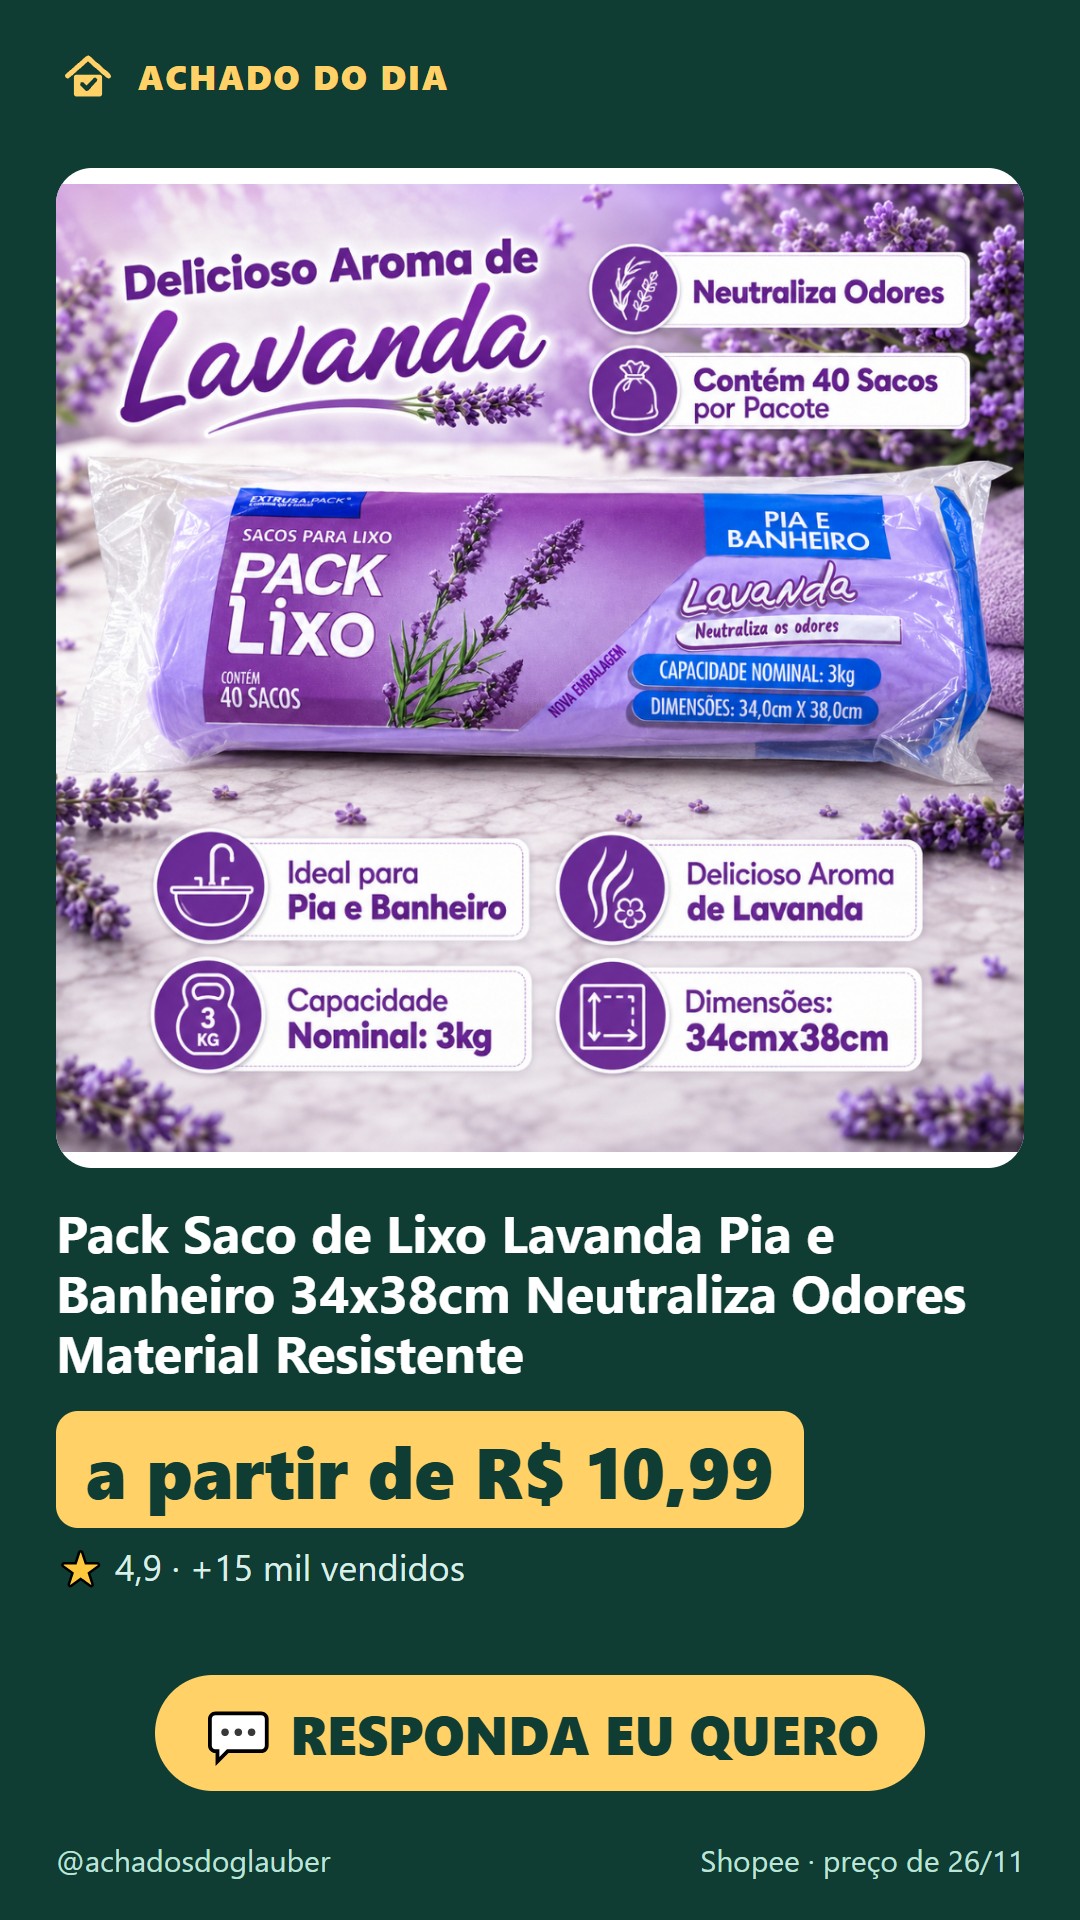 ACHADO DO DIA
Delicioso Aroma de
Lavanda
Neutraliza Odores
Contém 40 Sacos
por Pacote
EXTRUSA-PACK
SACOS PARA LIXO
PACK
Lixo
CONTÉM
40 SACOS
NOVA EMBALAGEM
PIA E
BANHEIRO
Lavanda
Neutraliza os odores
CAPACIDADE NOMINAL: 3kg
DIMENSÕES: 34,0cm X 38,0cm
Ideal para
Pia e Banheiro
Delicioso Aroma
de Lavanda
3
KG
Capacidade
Nominal: 3kg
Dimensões:
34cmx38cm
Pack Saco de Lixo Lavanda Pia e
Banheiro 34x38cm Neutraliza Odores
Material Resistente
a partir de R$ 10,99
4,9 · +15 mil vendidos
RESPONDA EU QUERO
@achadosdoglauber
Shopee · preço de 26/11